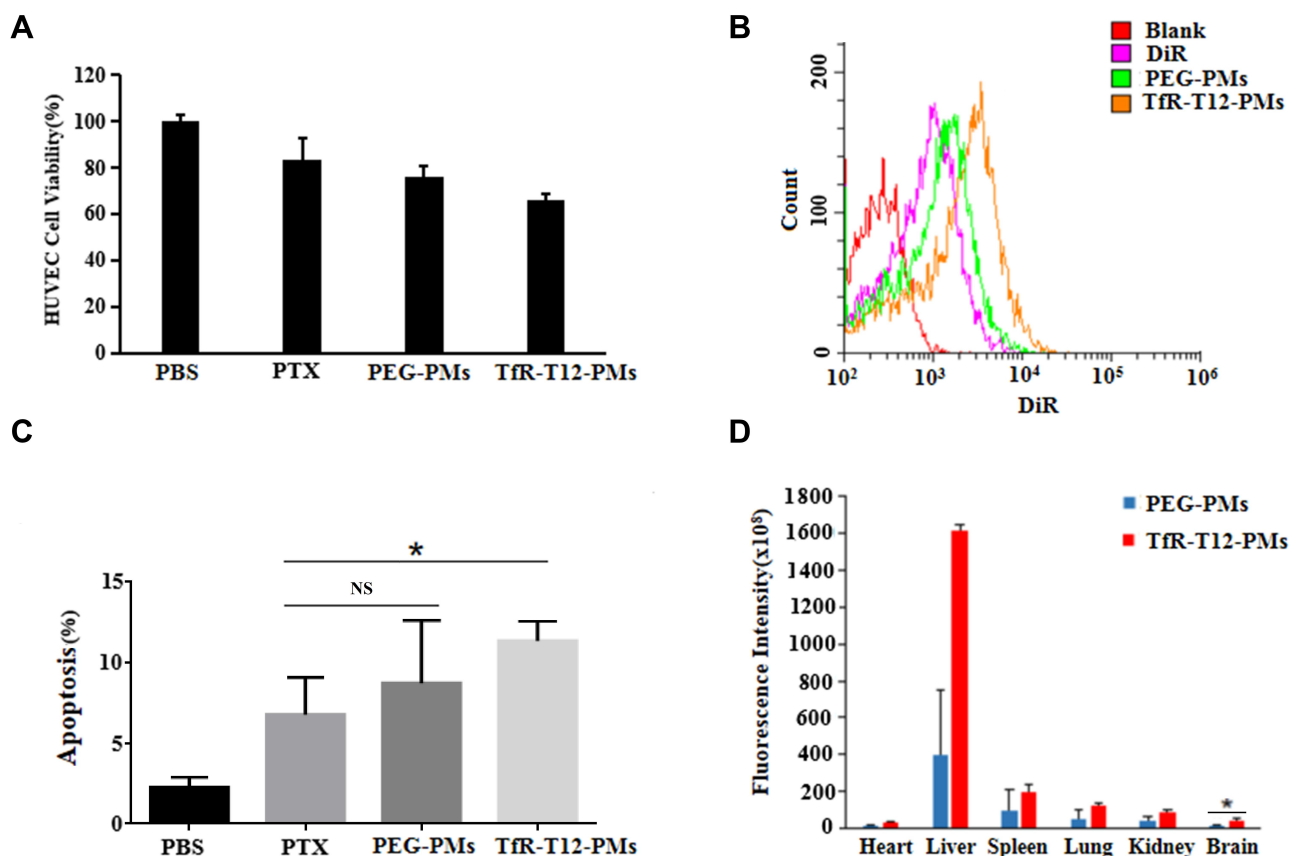 A
HUVEC Cell Viability(%)
120
100
80
60
40
20
0
PBS PTX PEG-PMs TfR-T12-PMs
B
Blank
DiR
PEG-PMs
TfR-T12-PMs
Count
200
100
0
10² 10³ 10⁴ 10⁵ 10⁶
DiR
C
*
NS
Apoptosis(%)
15
10
5
0
PBS PTX PEG-PMs TfR-T12-PMs
D
PEG-PMs
TfR-T12-PMs
Fluorescence Intensity(x10⁸)
1800
1600
1400
1200
1000
800
600
400
200
0
*
Heart Liver Spleen Lung Kidney Brain